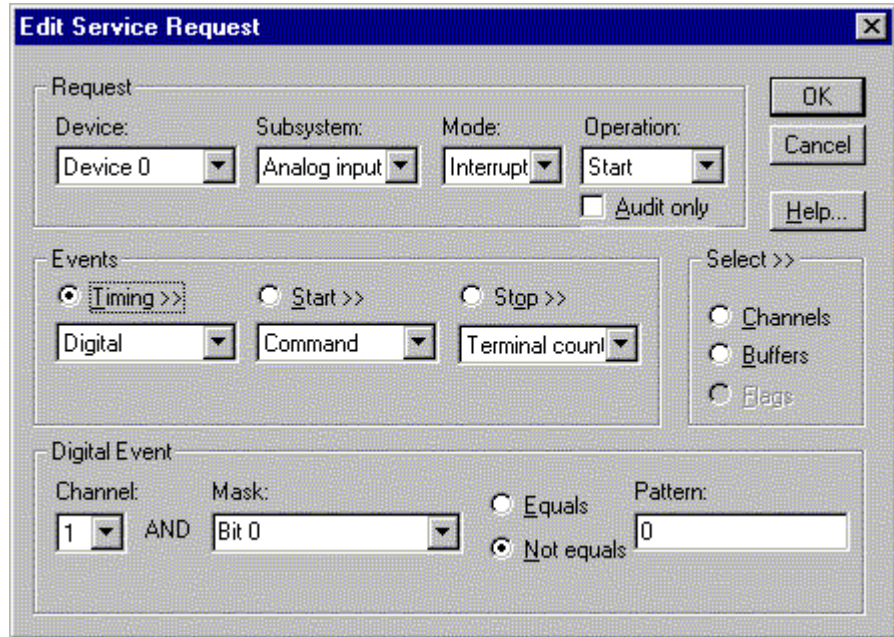 Edit Service Request
Request
Device: Subsystem: Mode: Operation:
Device 0 Analog input Interrupt Start
Audit only
OK
Cancel
Help...
Events
Timing >> Start >> Stop >>
Digital Command Terminal count
Select >>
Channels
Buffers
Flags
Digital Event
Channel: Mask: Pattern:
1 AND Bit 0 0
Equals
Not equals